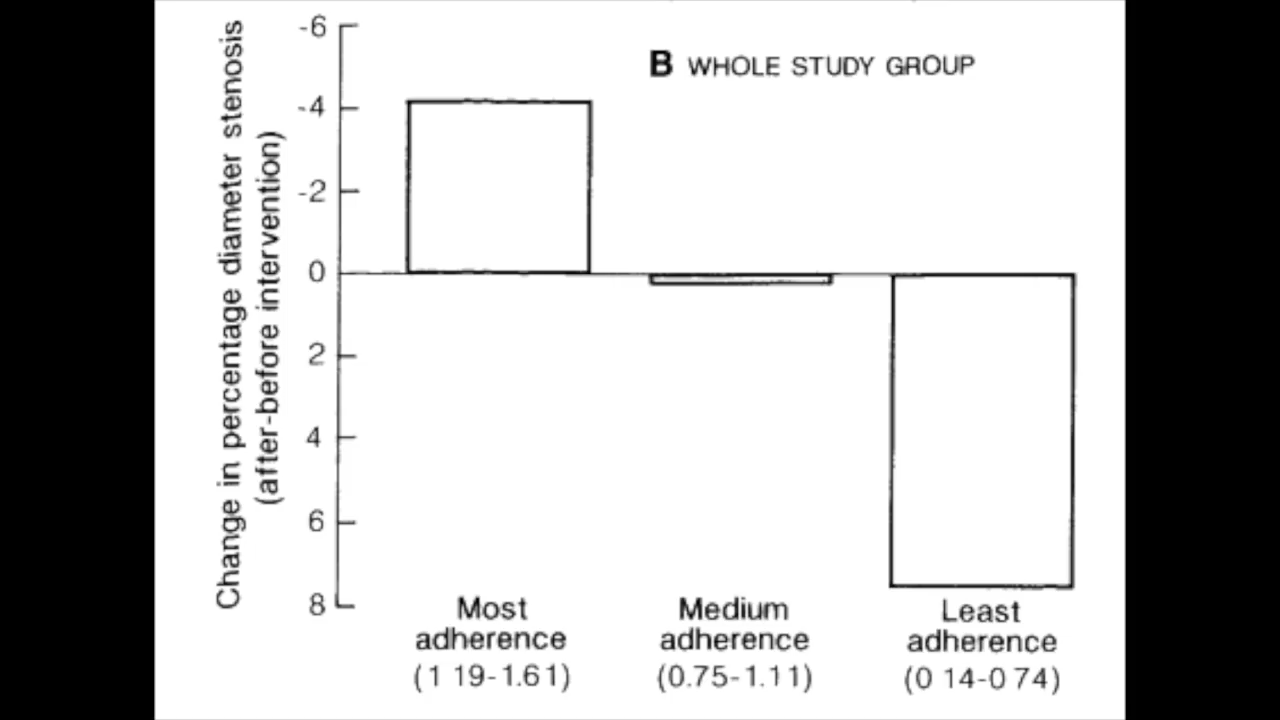 Change in percentage diameter stenosis
(after-before intervention)
-6
-4
-2
0
2
4
6
8
B WHOLE STUDY GROUP
Most
adherence
(1 19-1.61)
Medium
adherence
(0.75-1.11)
Least
adherence
(0 14-0 74)